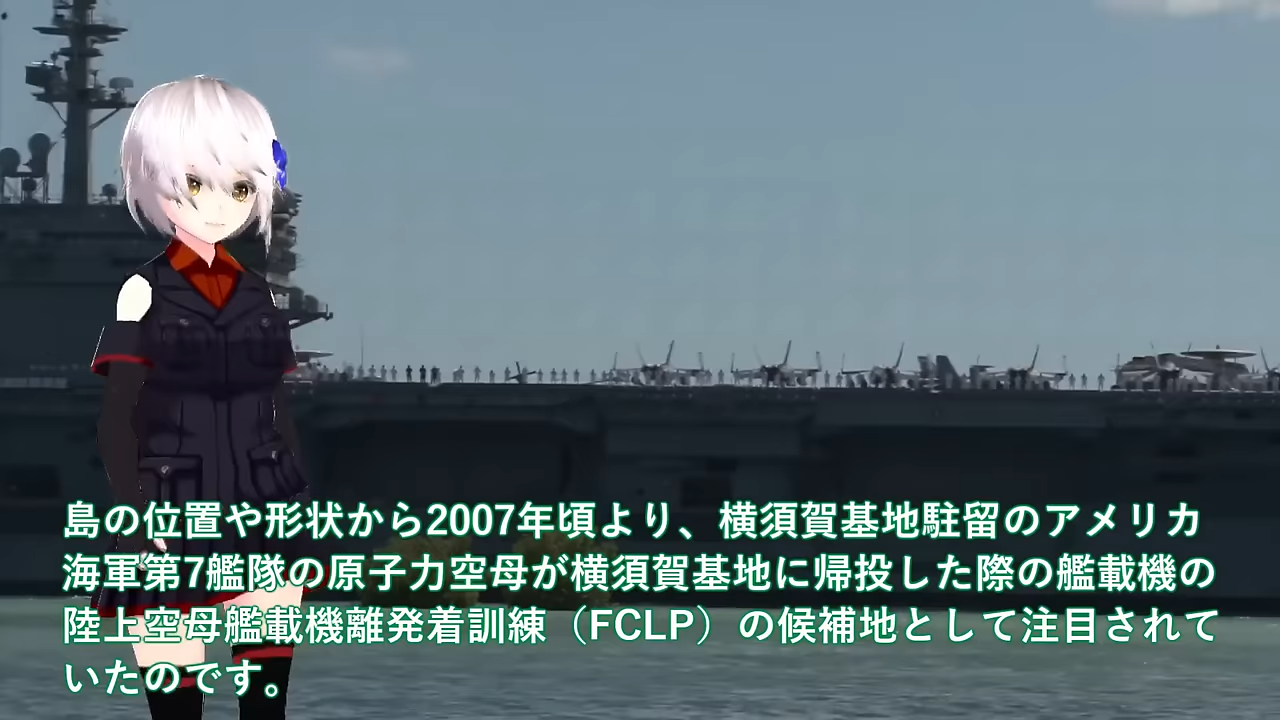 島の位置や形状から2007年頃より、横須賀基地駐留のアメリカ
海軍第7艦隊の原子力空母が横須賀基地に帰投した際の艦載機の
陸上空母艦載機離発着訓練（FCLP）の候補地として注目されて
いたのです。